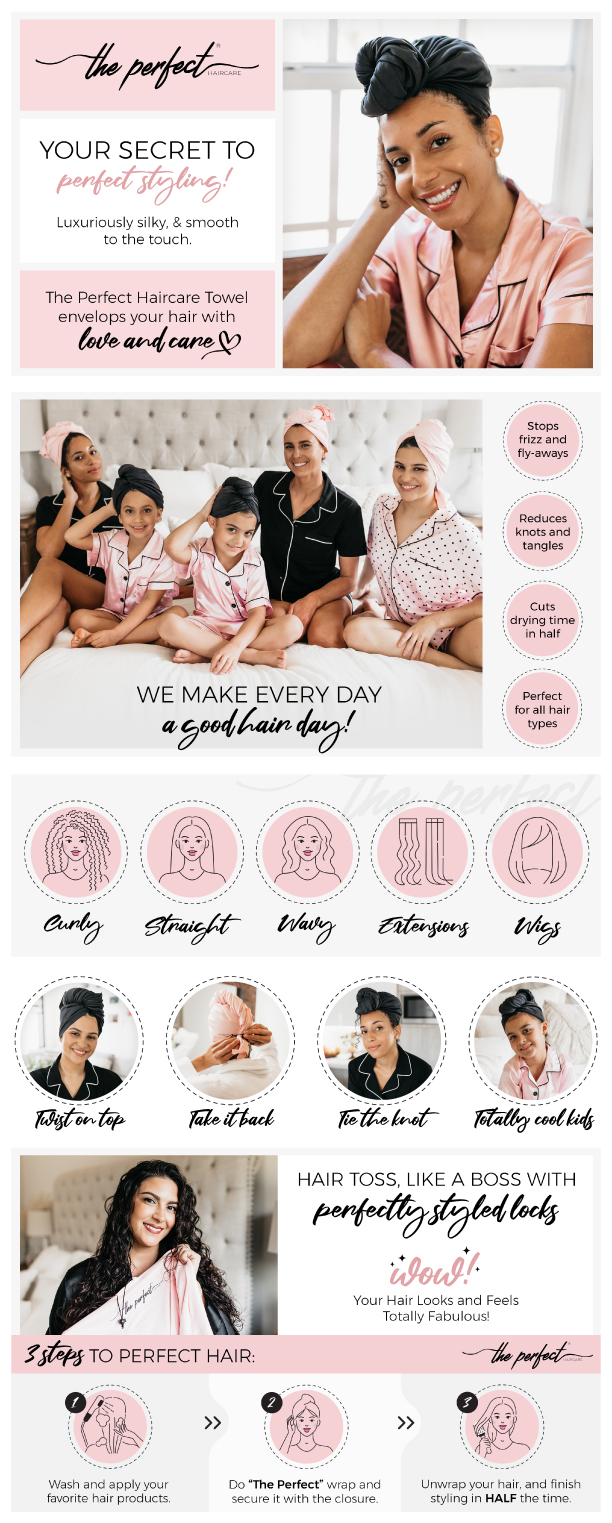 the perfect®
HAIRCARE
YOUR SECRET TO
perfect styling!
Luxuriously silky, & smooth
to the touch.
The Perfect Haircare Towel
envelops your hair with
love and care
Stops
frizz and
fly-aways
Reduces
knots and
tangles
Cuts
drying time
in half
Perfect
for all hair
types
WE MAKE EVERY DAY
a good hair day!
the perfect
Curly
Straight
Wavy
Extensions
Wigs
Twist on top
Take it back
Tie the knot
Totally cool kids
HAIR TOSS, LIKE A BOSS WITH
perfectly styled locks
wow!
Your Hair Looks and Feels
Totally Fabulous!
the perfect
3 steps TO PERFECT HAIR:
the perfect®
HAIRCARE
1
Wash and apply your
favorite hair products.
»
2
Do "The Perfect" wrap and
secure it with the closure.
»
3
Unwrap your hair, and finish
styling in HALF the time.